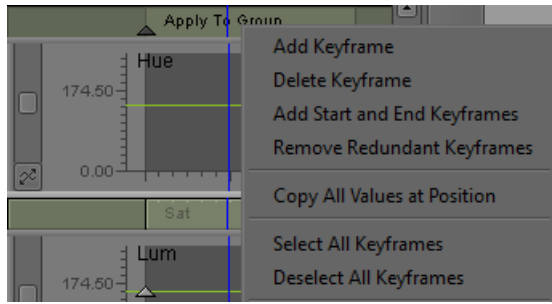 Apply To Group
Hue
174.50
0.00
Sat
Lum
174.50
Add Keyframe
Delete Keyframe
Add Start and End Keyframes
Remove Redundant Keyframes
Copy All Values at Position
Select All Keyframes
Deselect All Keyframes